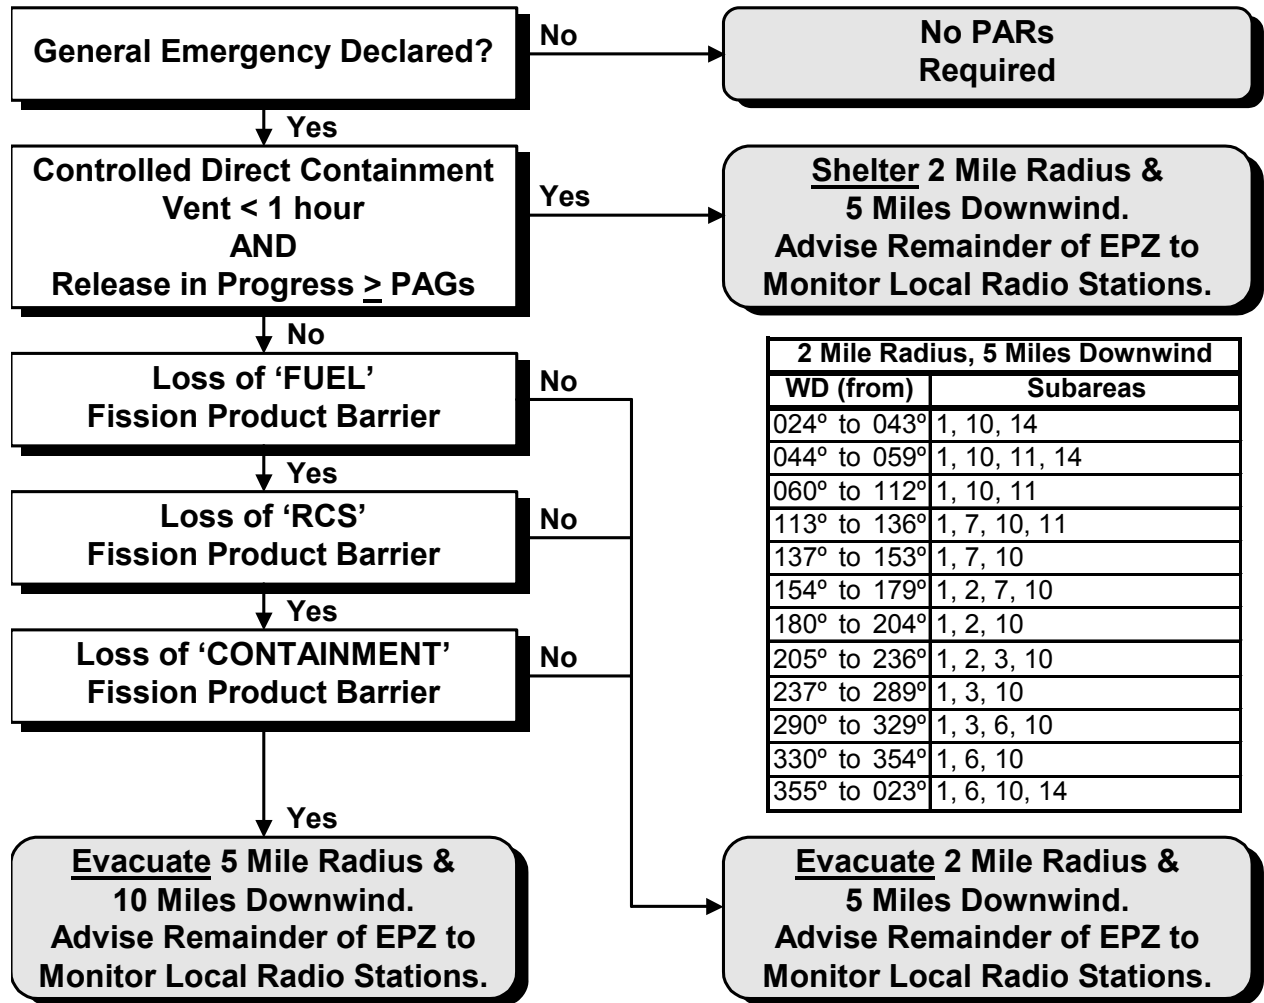 General Emergency Declared?
No
No PARs
Required
Yes
Controlled Direct Containment
Vent < 1 hour
AND
Release in Progress > PAGs
Yes
Shelter 2 Mile Radius &
5 Miles Downwind.
Advise Remainder of EPZ to
Monitor Local Radio Stations.
No
Loss of ‘FUEL’
Fission Product Barrier
No
Yes
Loss of ‘RCS’
Fission Product Barrier
No
Yes
Loss of ‘CONTAINMENT’
Fission Product Barrier
No
Yes
2 Mile Radius, 5 Miles Downwind
WD (from) Subareas
024º to 043º 1, 10, 14
044º to 059º 1, 10, 11, 14
060º to 112º 1, 10, 11
113º to 136º 1, 7, 10, 11
137º to 153º 1, 7, 10
154º to 179º 1, 2, 7, 10
180º to 204º 1, 2, 10
205º to 236º 1, 2, 3, 10
237º to 289º 1, 3, 10
290º to 329º 1, 3, 6, 10
330º to 354º 1, 6, 10
355º to 023º 1, 6, 10, 14
Evacuate 5 Mile Radius &
10 Miles Downwind.
Advise Remainder of EPZ to
Monitor Local Radio Stations.
Evacuate 2 Mile Radius &
5 Miles Downwind.
Advise Remainder of EPZ to
Monitor Local Radio Stations.